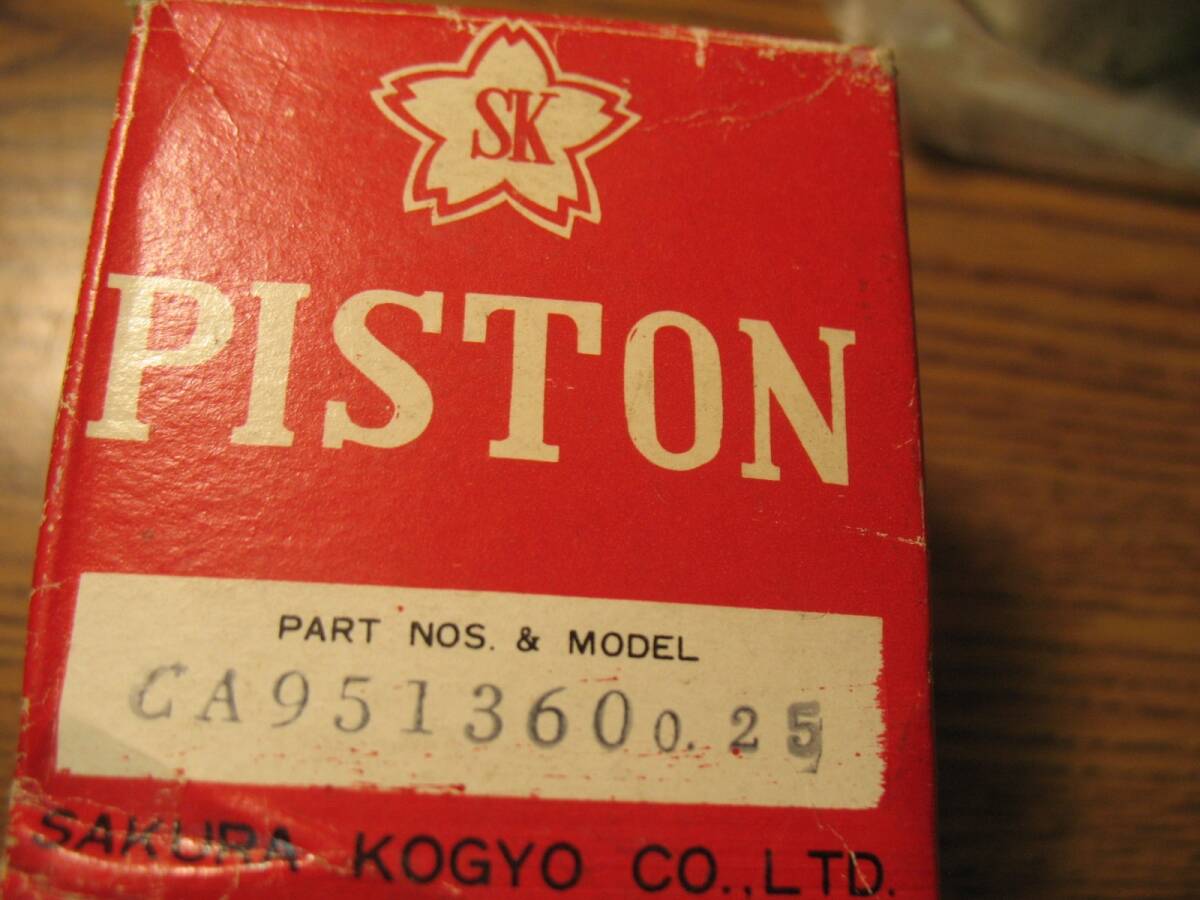 SK
PISTON
PART NOS. & MODEL
CA951360 0.25
SAKURA KOGYO CO.,LTD.